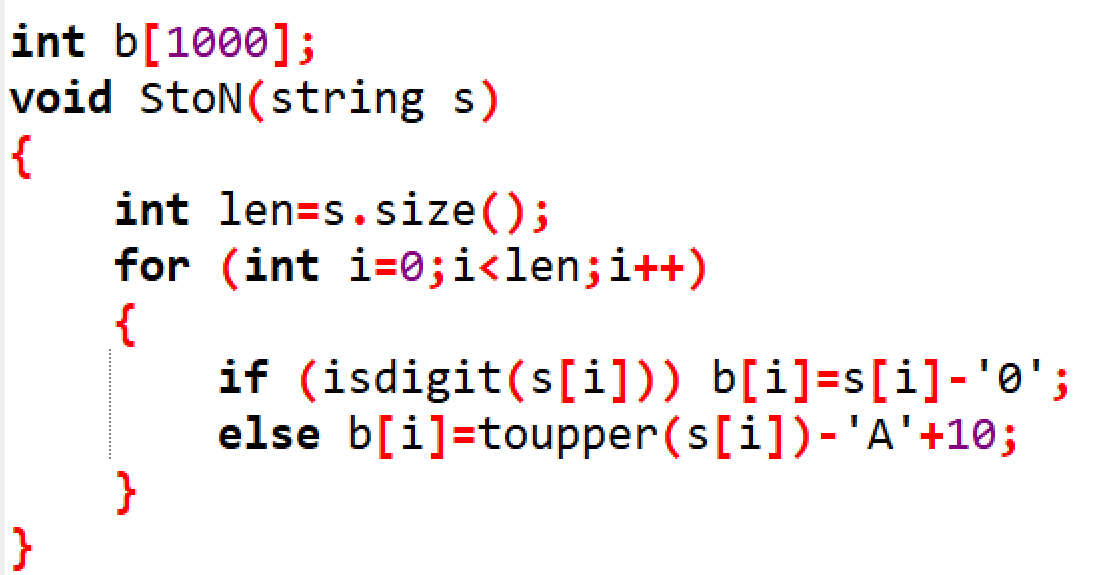 int b[1000];
void StoN(string s)
{
    int len=s.size();
    for (int i=0;i<len;i++)
    {
        if (isdigit(s[i])) b[i]=s[i]-'0';
        else b[i]=toupper(s[i])-'A'+10;
    }
}